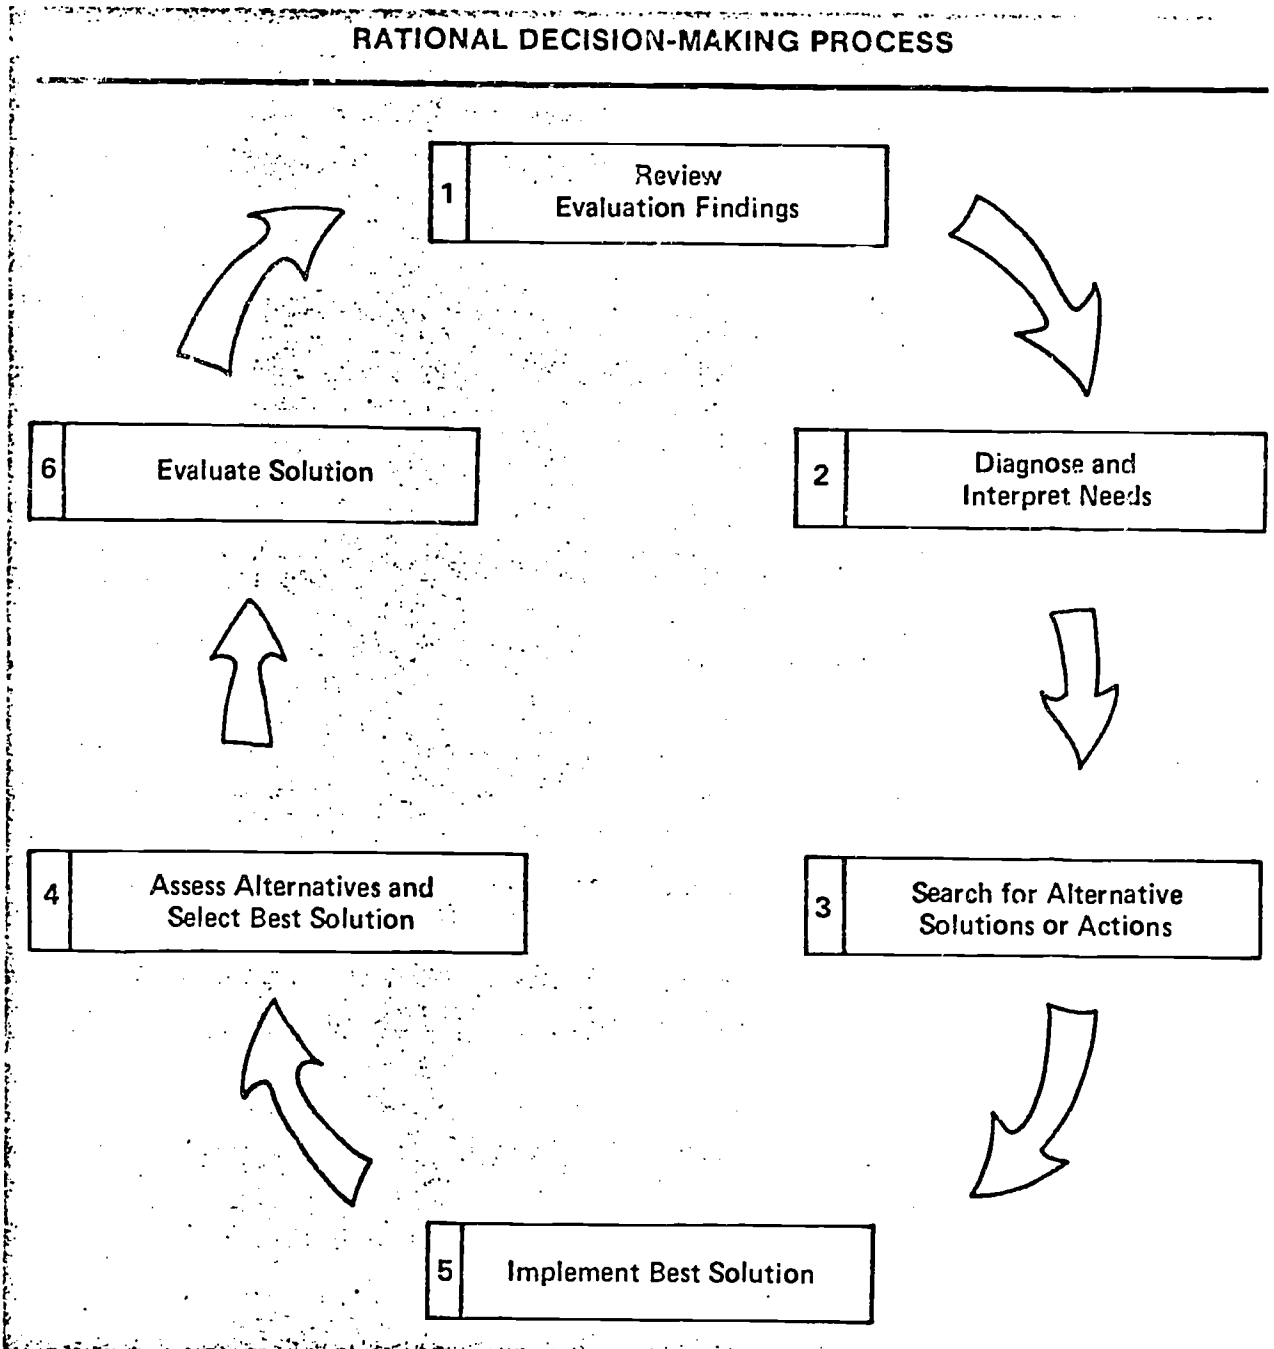 RATIONAL DECISION-MAKING PROCESS
1
Review
Evaluation Findings
6
Evaluate Solution
2
Diagnose and
Interpret Needs
4
Assess Alternatives and
Select Best Solution
3
Search for Alternative
Solutions or Actions
5
Implement Best Solution